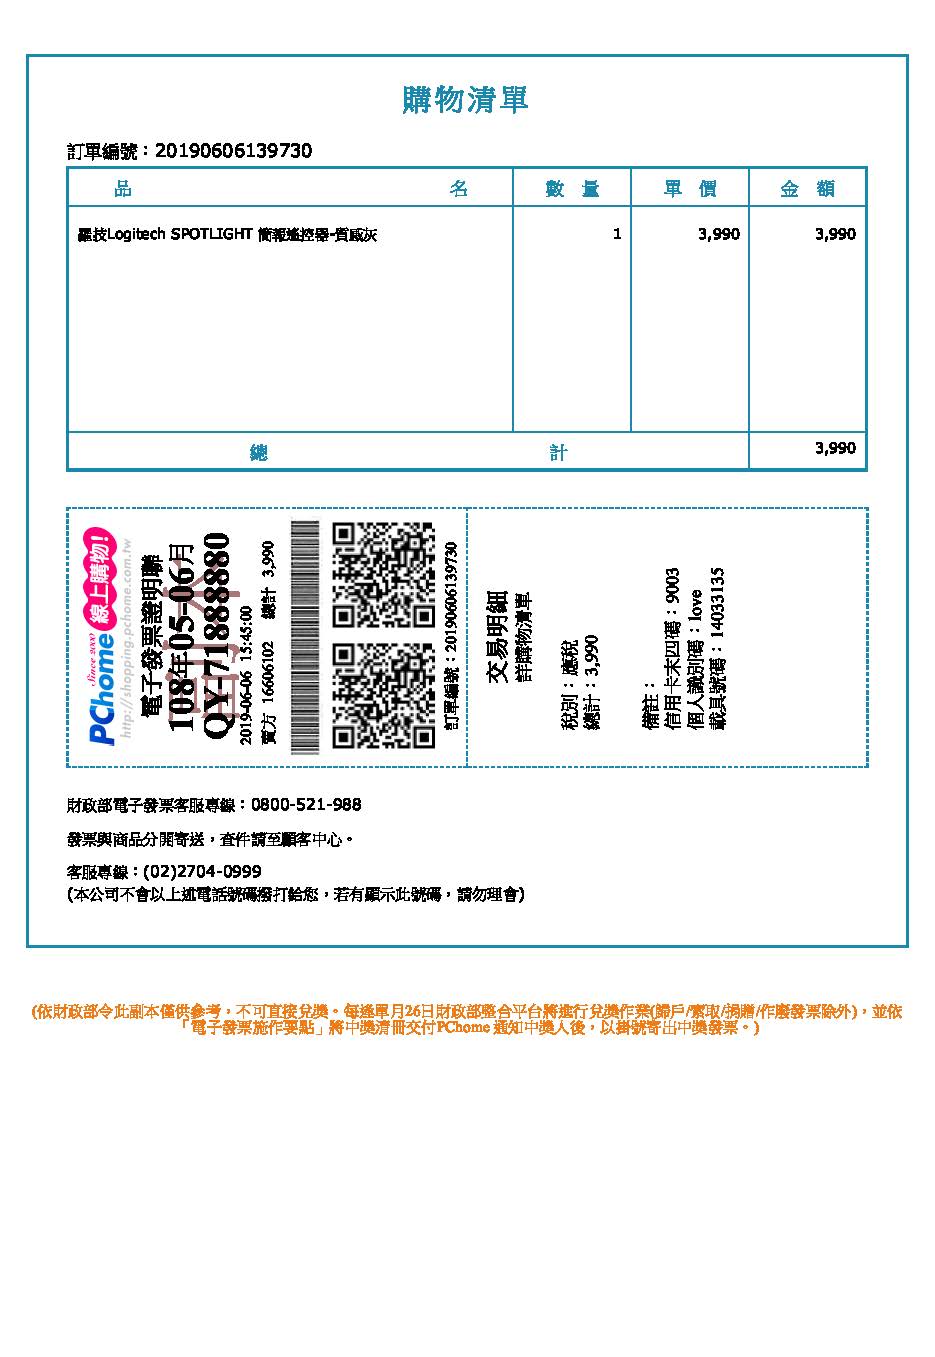 購物清單
訂單編號：20190606139730
品 名 數 量 單 價 金 額
羅技Logitech SPOTLIGHT 簡報遙控器-質感灰 1 3,990 3,990
總 計 3,990
PChome Since 2000 線上購物!
http://shopping.pchome.com.tw
電子發票證明聯
108年05-06月
QY-71888880
2019-06-06 15:45:00
賣方 16606102 總計 3,990
訂單編號：20190606139730
交易明細
詳購物清單
稅別：應稅
總計：3,990
備註：
信用卡末四碼：9003
個人識別碼：love
載具號碼：14033135
財政部電子發票客服專線：0800-521-988
發票與商品分開寄送，查件請至顧客中心。
客服專線：(02)2704-0999
(本公司不會以上述電話號碼撥打給您，若有顯示此號碼，請勿理會)
(依財政部令此副本僅供參考，不可直接兌獎。每逢單月26日財政部整合平台將進行兌獎作業(歸戶/索取/捐贈/作廢發票除外)，並依
「電子發票施作要點」將中獎清冊交付PChome 通知中獎人後，以掛號寄出中獎發票。)